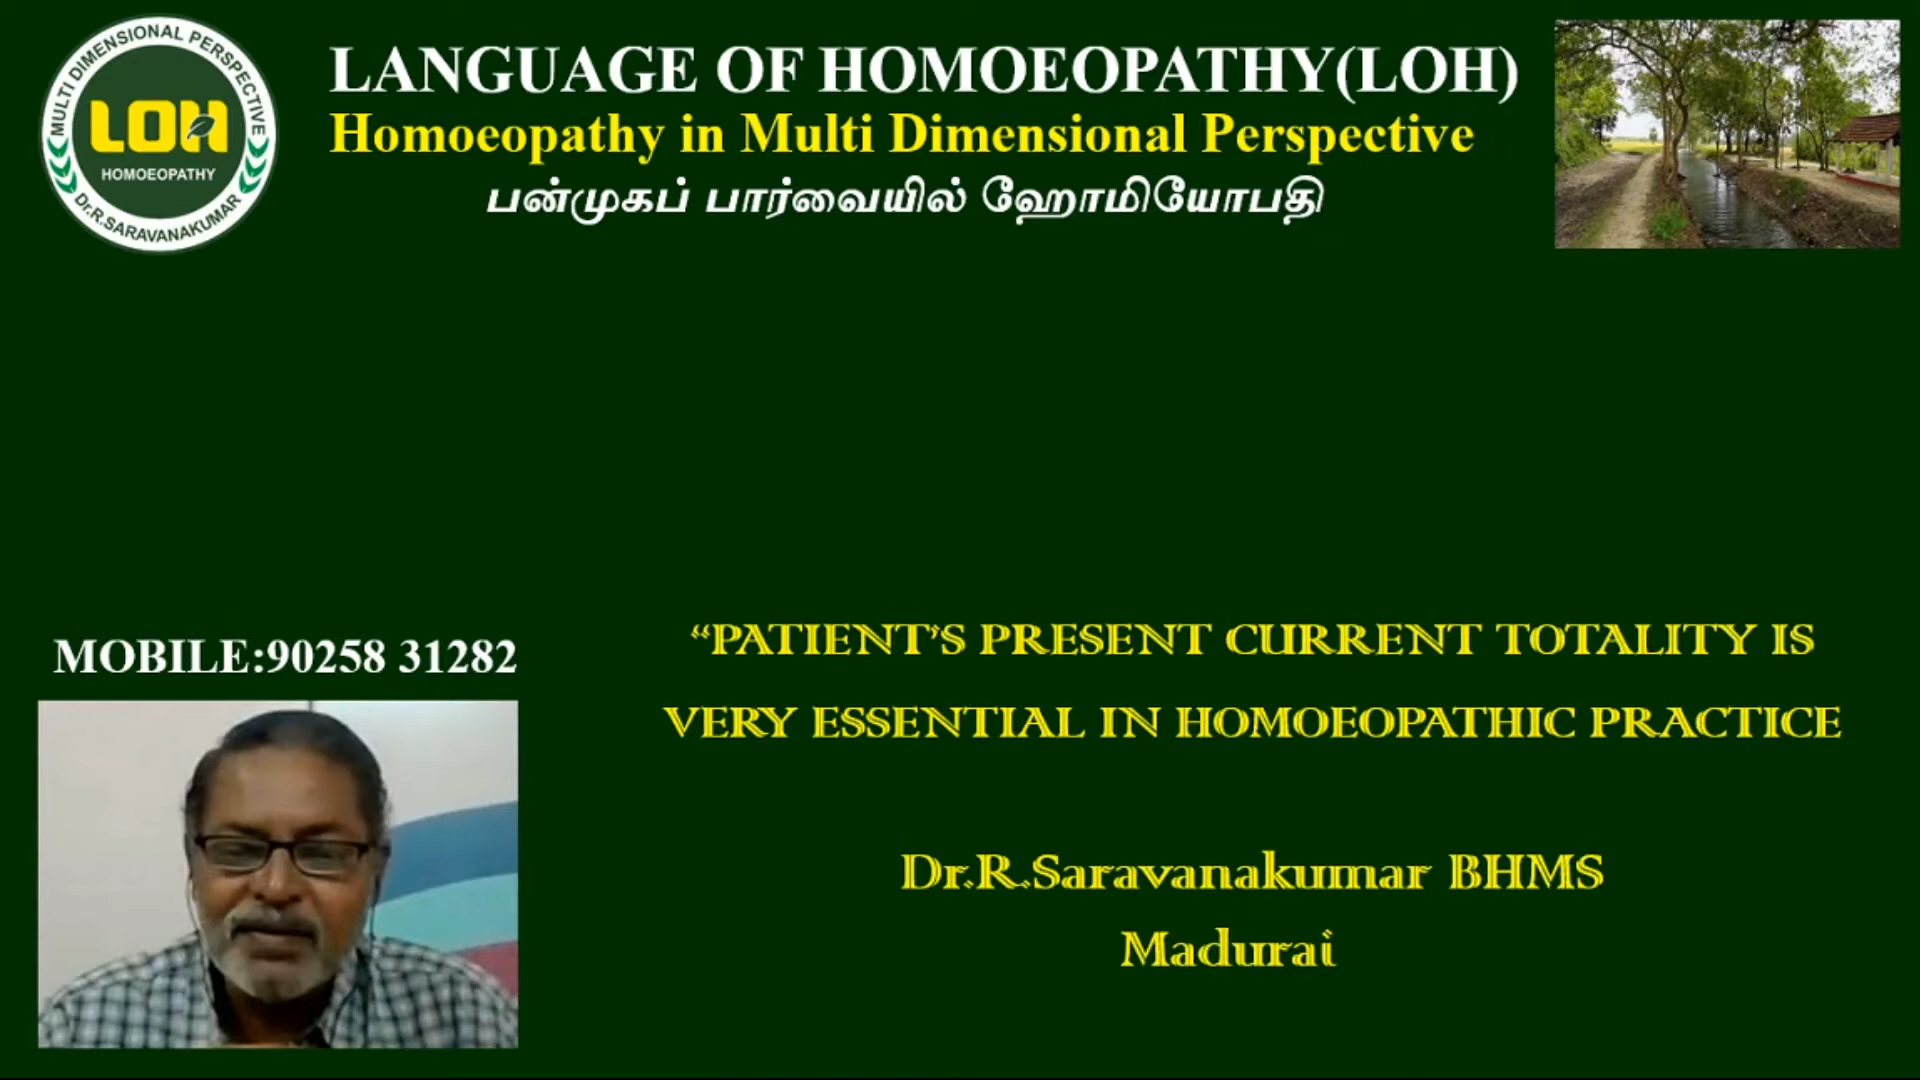 MULTI DIMENSIONAL PERSPECTIVE
LOH
HOMOEOPATHY
Dr.R.SARAVANAKUMAR
LANGUAGE OF HOMOEOPATHY(LOH)
Homoeopathy in Multi Dimensional Perspective
பன்முகப் பார்வையில் ஹோமியோபதி
MOBILE:90258 31282
“PATIENT’S PRESENT CURRENT TOTALITY IS
VERY ESSENTIAL IN HOMOEOPATHIC PRACTICE
Dr.R.Saravanakumar BHMS
Madurai